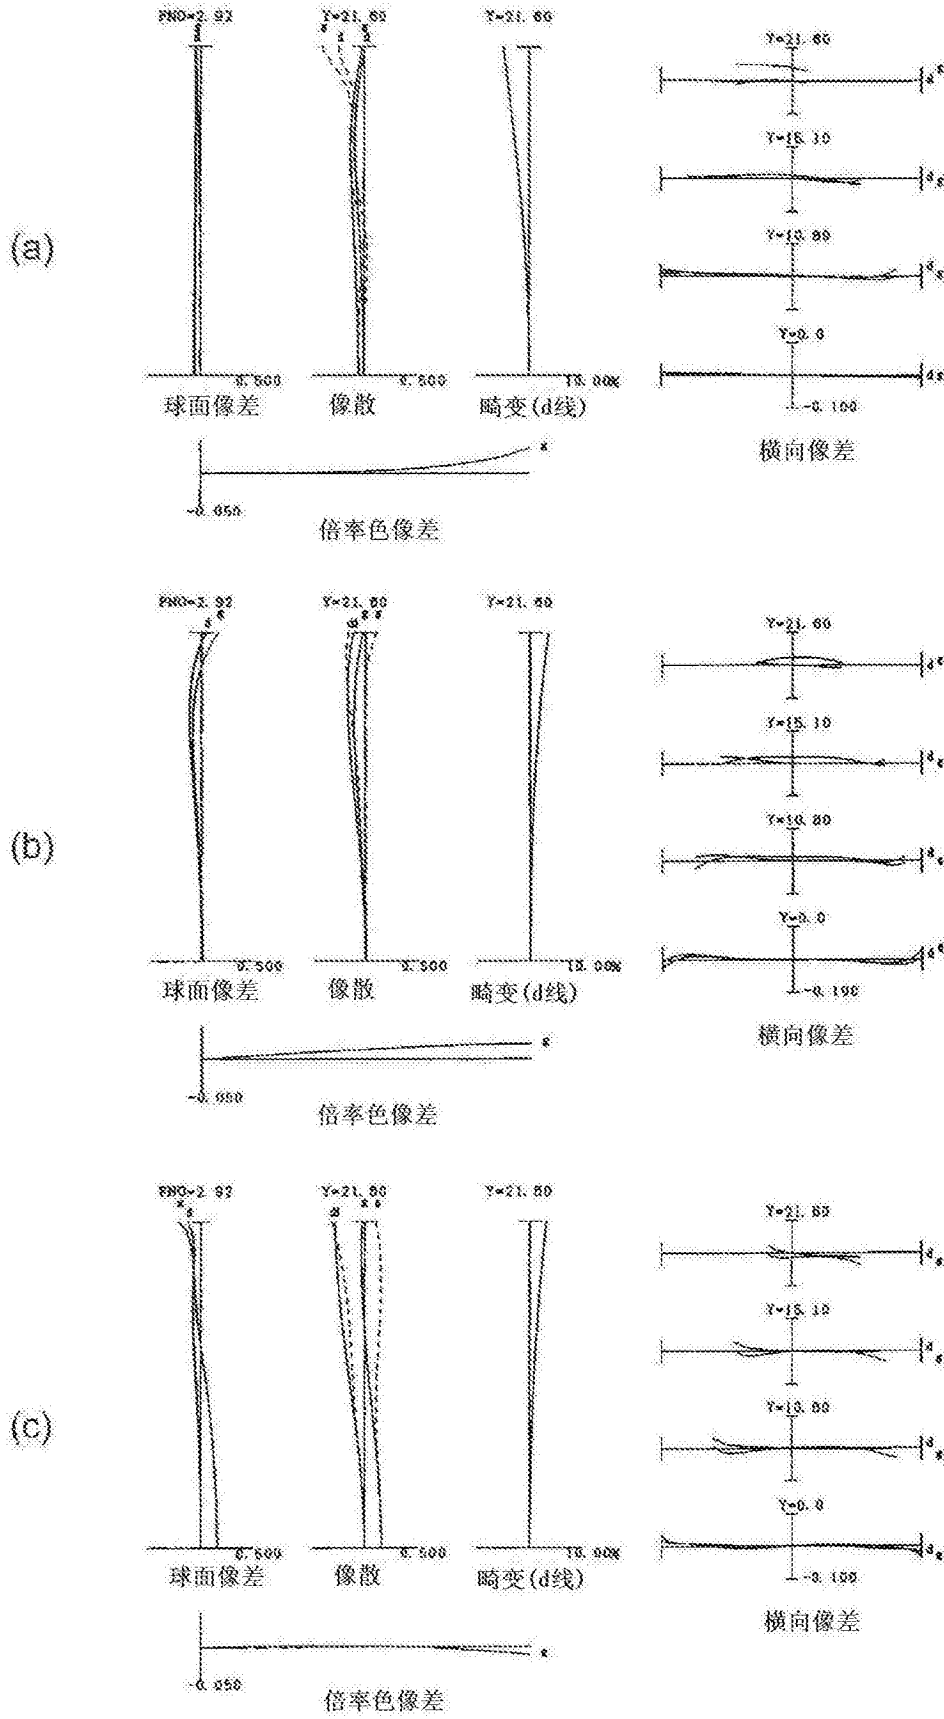 (a)
FNO=2.92
Y=21.60
Y=21.60
0.500
0.500
10.00%
球面像差
像散
畸变(d线)
g
-0.050
倍率色像差
Y=21.60
d g
Y=15.10
d g
Y=10.80
d g
Y=0.0
d g
-0.100
横向像差
(b)
FNO=2.92
g
Y=21.60
d g
Y=21.60
0.500
0.500
10.00%
球面像差
像散
畸变(d线)
g
-0.050
倍率色像差
Y=21.60
d g
Y=15.10
d g
Y=10.80
d g
Y=0.0
d g
-0.100
横向像差
(c)
FNO=2.92
g
Y=21.60
d g
Y=21.60
0.500
0.500
10.00%
球面像差
像散
畸变(d线)
g
-0.050
倍率色像差
Y=21.60
d g
Y=15.10
d g
Y=10.80
d g
Y=0.0
d g
-0.100
横向像差